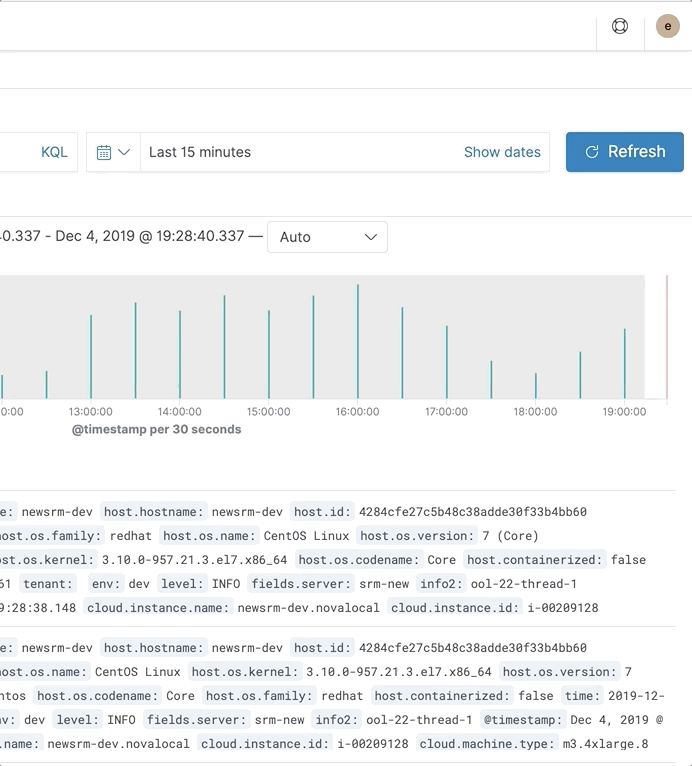 e
KQL
Last 15 minutes
Show dates
Refresh
40.337 - Dec 4, 2019 @ 19:28:40.337 —
Auto
0:00 13:00:00 14:00:00 15:00:00 16:00:00 17:00:00 18:00:00 19:00:00
@timestamp per 30 seconds
e: newsrm-dev host.hostname: newsrm-dev host.id: 4284cfe27c5b48c38adde30f33b4bb60
host.os.family: redhat host.os.name: CentOS Linux host.os.version: 7 (Core)
ost.os.kernel: 3.10.0-957.21.3.el7.x86_64 host.os.codename: Core host.containerized: false
61 tenant: env: dev level: INFO fields.server: srm-new info2: ool-22-thread-1
9:28:38.148 cloud.instance.name: newsrm-dev.novalocal cloud.instance.id: i-00209128
e: newsrm-dev host.hostname: newsrm-dev host.id: 4284cfe27c5b48c38adde30f33b4bb60
host.os.name: CentOS Linux host.os.kernel: 3.10.0-957.21.3.el7.x86_64 host.os.version: 7
ntos host.os.codename: Core host.os.family: redhat host.containerized: false time: 2019-12-
nv: dev level: INFO fields.server: srm-new info2: ool-22-thread-1 @timestamp: Dec 4, 2019 @
.name: newsrm-dev.novalocal cloud.instance.id: i-00209128 cloud.machine.type: m3.4xlarge.8